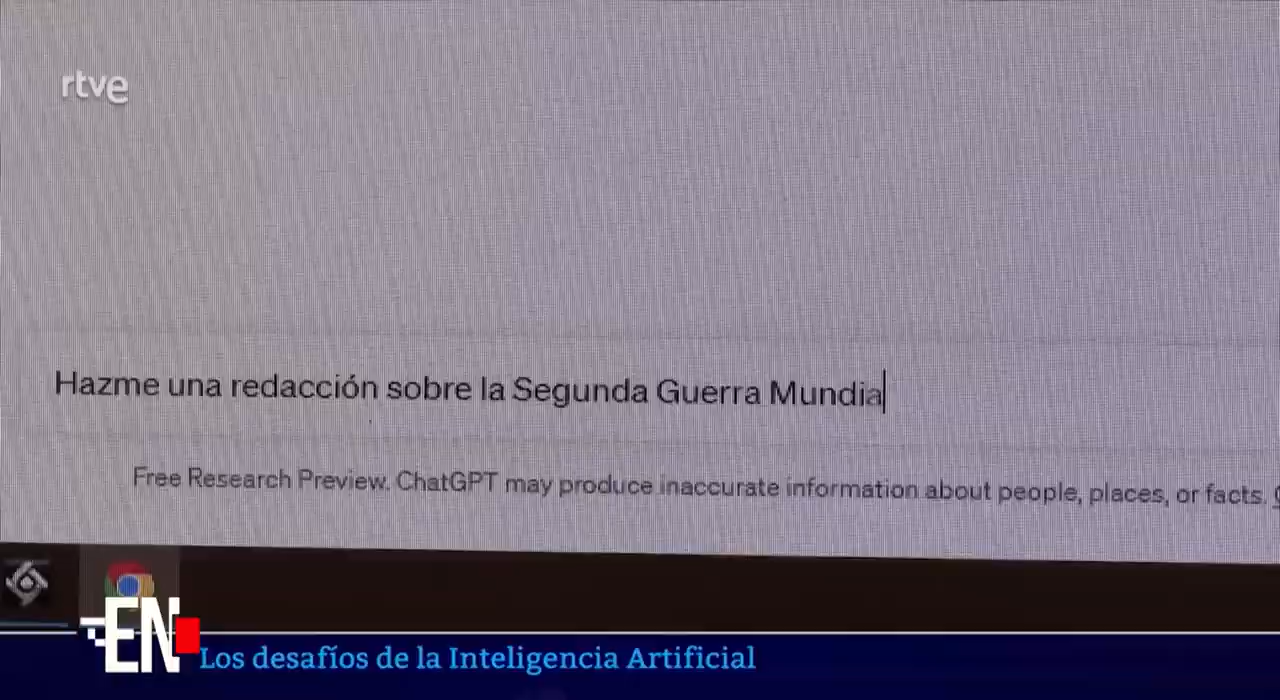 rtve
Hazme una redacción sobre la Segunda Guerra Mundia
Free Research Preview. ChatGPT may produce inaccurate information about people, places, or facts.
EN
Los desafíos de la Inteligencia Artificial